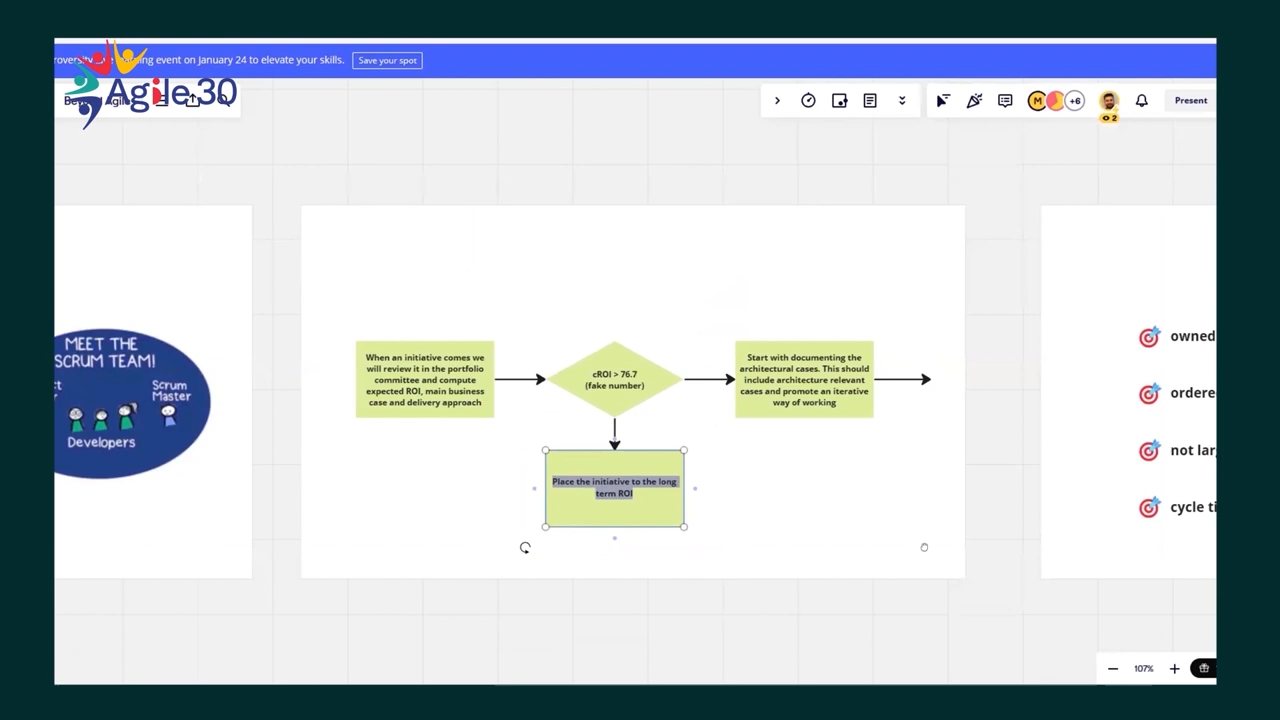 roversity
ing event on January 24 to elevate your skills.
Save your spot
Agile30
M
+6
2
Present
MEET THE
SCRUM TEAM!
Scrum
Master
Developers
When an initiative comes we
will review it in the portfolio
committee and compute
expected ROI, main business
case and delivery approach
cROI > 76.7
(fake number)
Start with documenting the
architectural cases. This should
include architecture relevant
cases and promote an iterative
way of working
Place the initiative to the long
term ROI
owned
ordere
not lar
cycle ti
107%